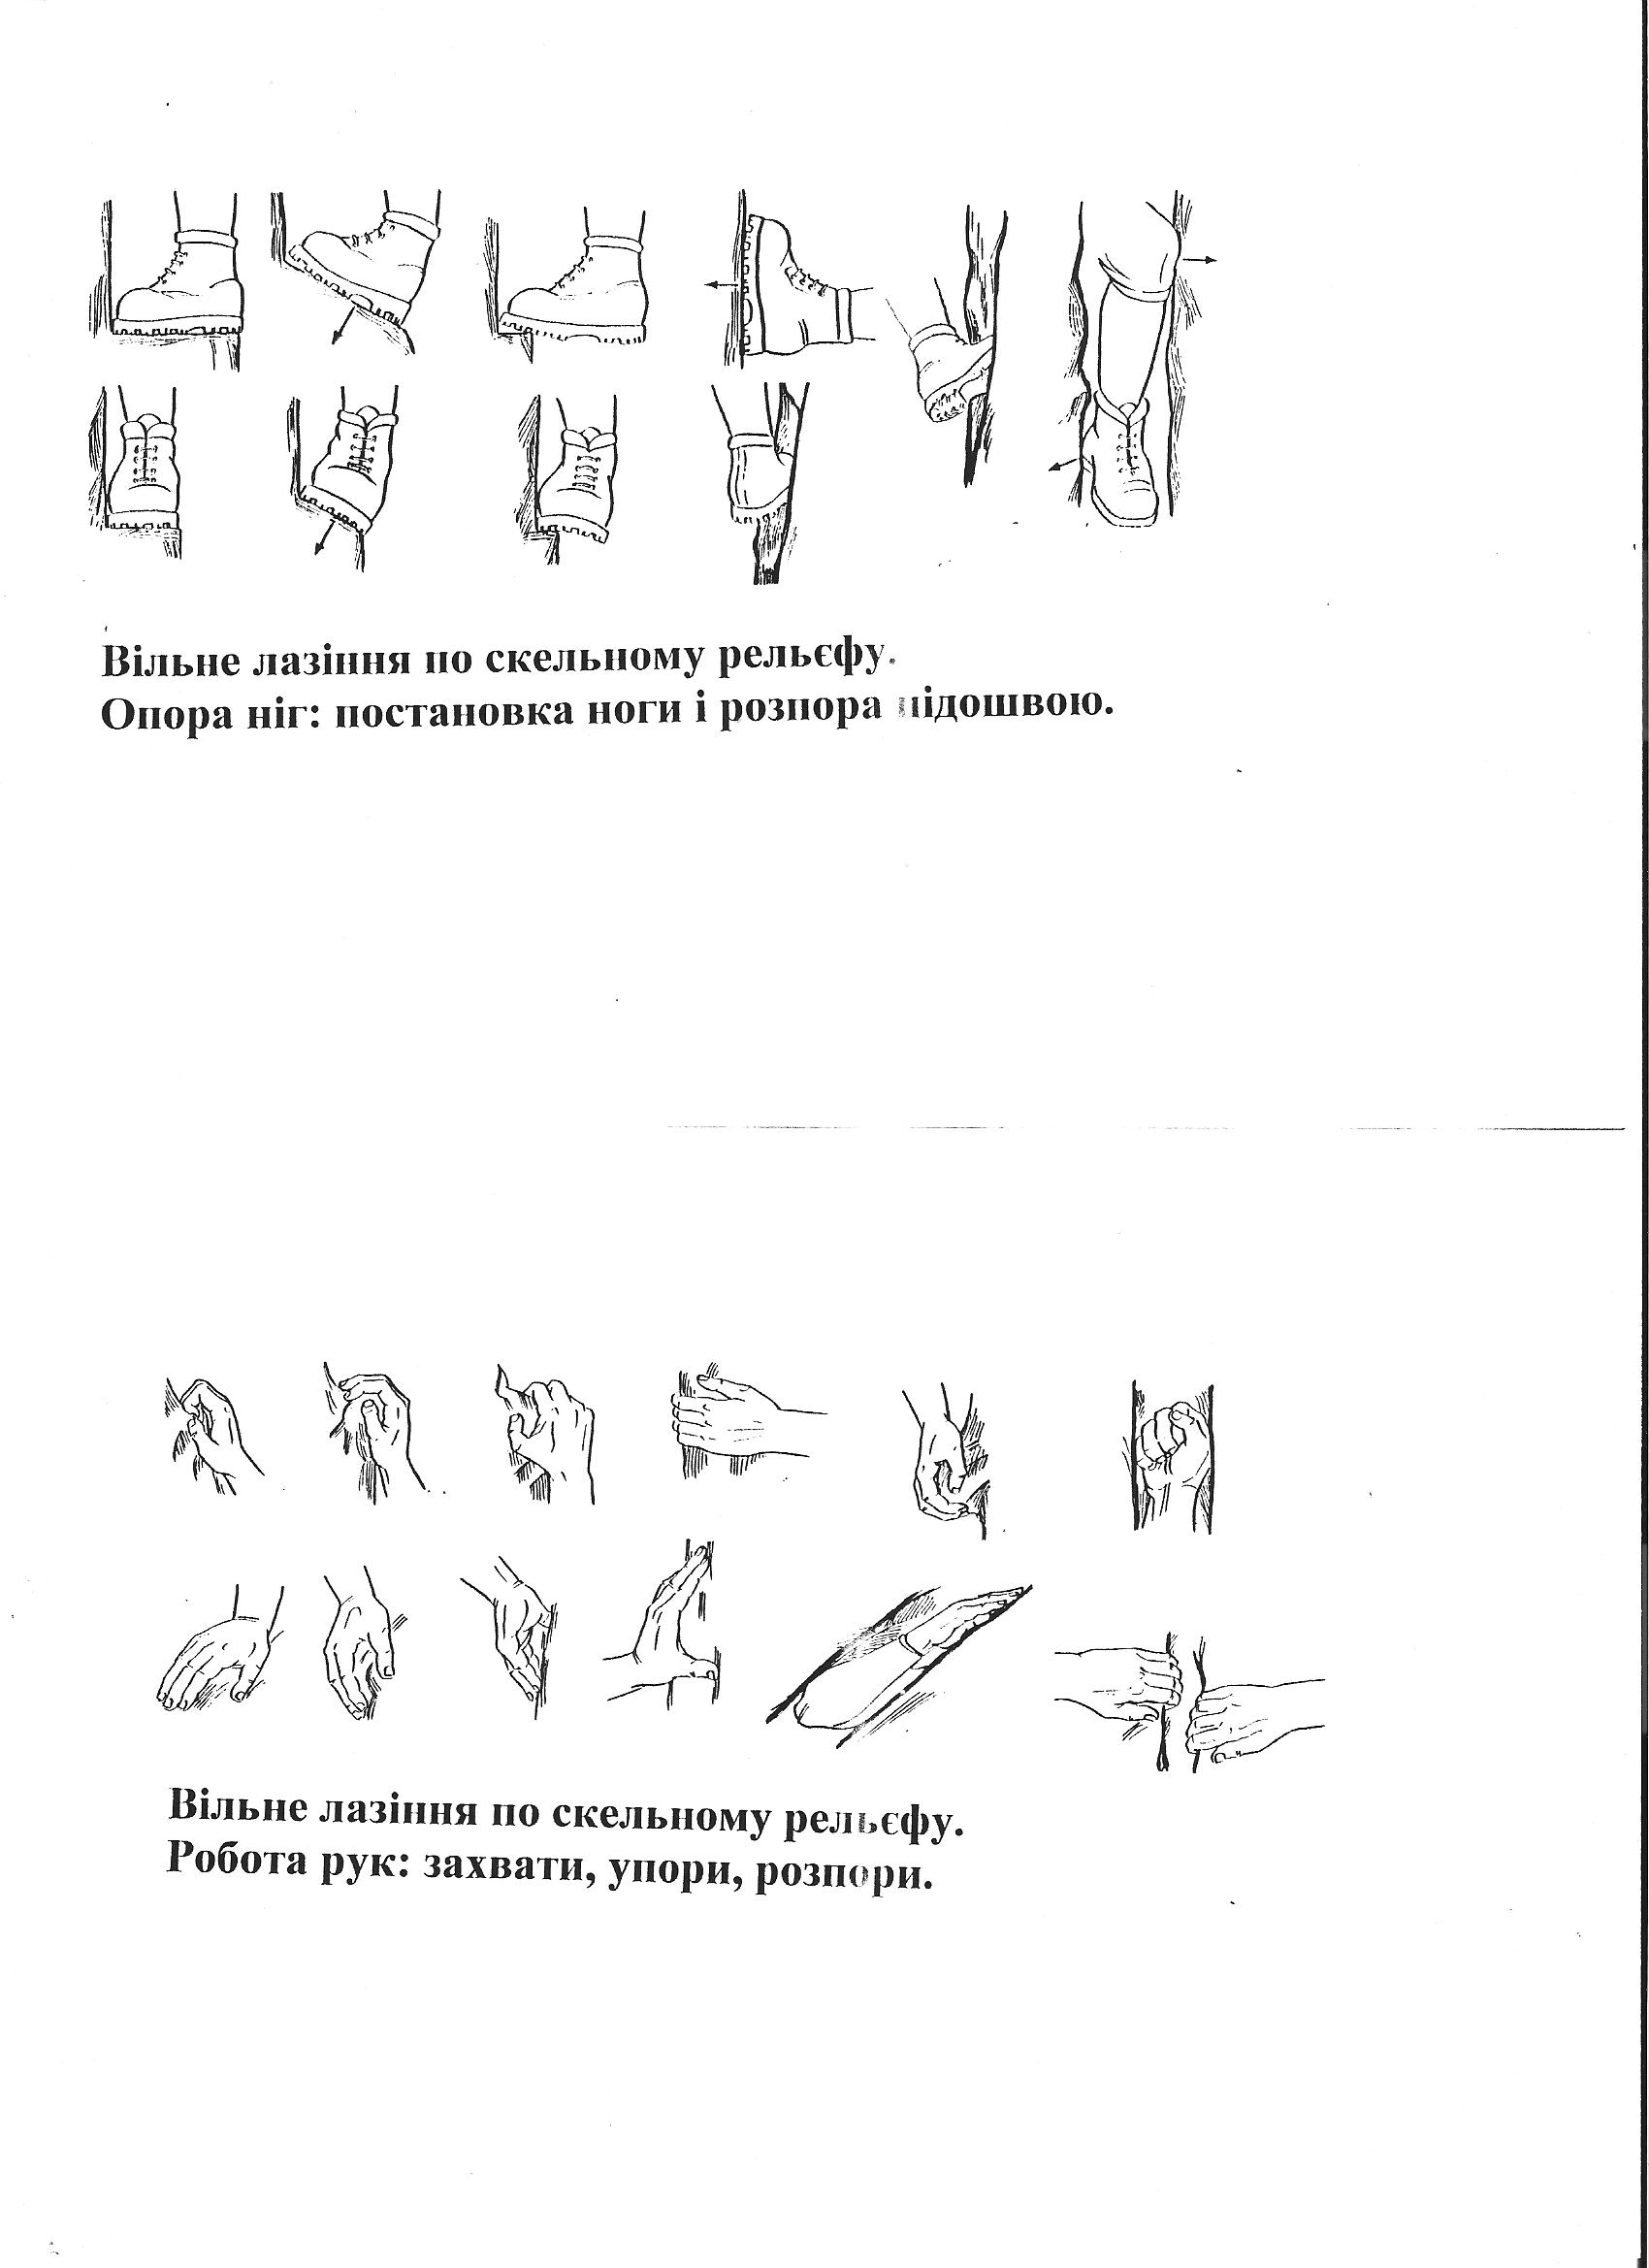 Вільне лазіння по скельному рельєфу.
Опора ніг: постановка ноги і розпора підошвою.
Вільне лазіння по скельному рельєфу.
Робота рук: захвати, упори, розпори.